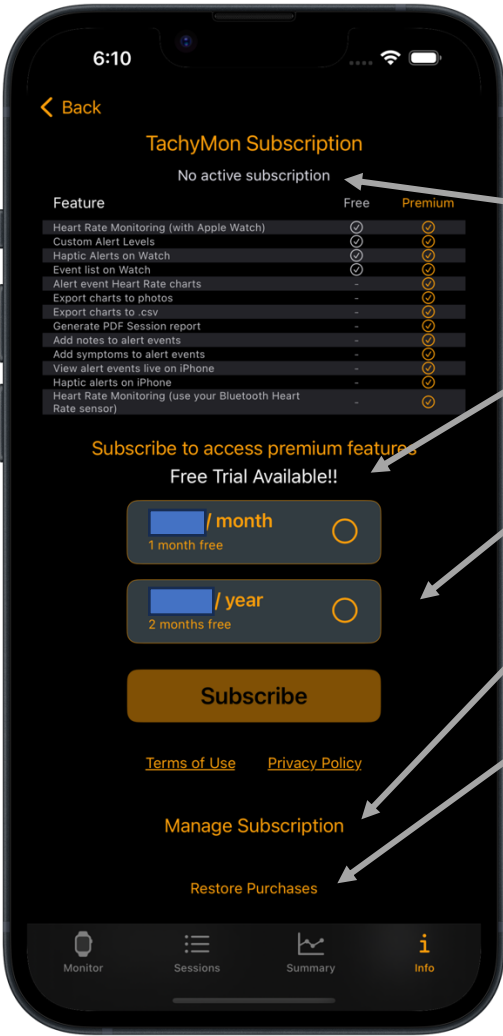 6:10
Back
TachyMon Subscription
No active subscription
Feature Free Premium
Heart Rate Monitoring (with Apple Watch)
Custom Alert Levels
Haptic Alerts on Watch
Event list on Watch
Alert event Heart Rate charts -
Export charts to photos -
Export charts to .csv -
Generate PDF Session report -
Add notes to alert events -
Add symptoms to alert events -
View alert events live on iPhone -
Haptic alerts on iPhone -
Heart Rate Monitoring (use your Bluetooth Heart
Rate sensor) -
Subscribe to access premium features
Free Trial Available!!
/ month
1 month free
/ year
2 months free
Subscribe
Terms of Use Privacy Policy
Manage Subscription
Restore Purchases
Monitor Sessions Summary Info